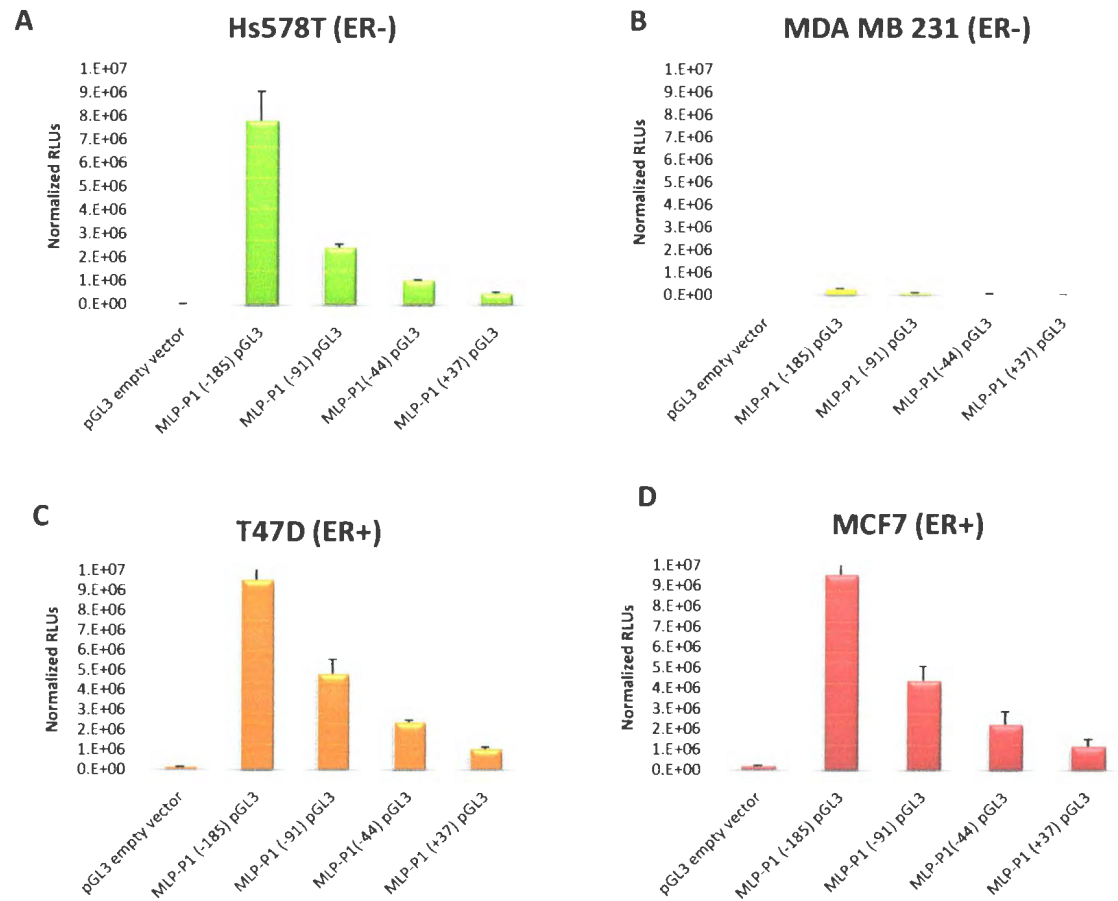 A
Hs578T (ER-)
Normalized RLUs
1.E+07
9.E+06
8.E+06
7.E+06
6.E+06
5.E+06
4.E+06
3.E+06
2.E+06
1.E+06
0.E+00
pGL3 empty vector
MLP-P1 (-185) pGL3
MLP-P1 (-91) pGL3
MLP-P1(-44) pGL3
MLP-P1 (+37) pGL3
B
MDA MB 231 (ER-)
Normalized RLUs
1.E+07
9.E+06
8.E+06
7.E+06
6.E+06
5.E+06
4.E+06
3.E+06
2.E+06
1.E+06
0.E+00
pGL3 empty vector
MLP-P1 (-185) pGL3
MLP-P1 (-91) pGL3
MLP-P1(-44) pGL3
MLP-P1 (+37) pGL3
C
T47D (ER+)
Normalized RLUs
1.E+07
9.E+06
8.E+06
7.E+06
6.E+06
5.E+06
4.E+06
3.E+06
2.E+06
1.E+06
0.E+00
pGL3 empty vector
MLP-P1 (-185) pGL3
MLP-P1 (-91) pGL3
MLP-P1(-44) pGL3
MLP-P1 (+37) pGL3
D
MCF7 (ER+)
Normalized RLUs
1.E+07
9.E+06
8.E+06
7.E+06
6.E+06
5.E+06
4.E+06
3.E+06
2.E+06
1.E+06
0.E+00
pGL3 empty vector
MLP-P1 (-185) pGL3
MLP-P1 (-91) pGL3
MLP-P1(-44) pGL3
MLP-P1 (+37) pGL3